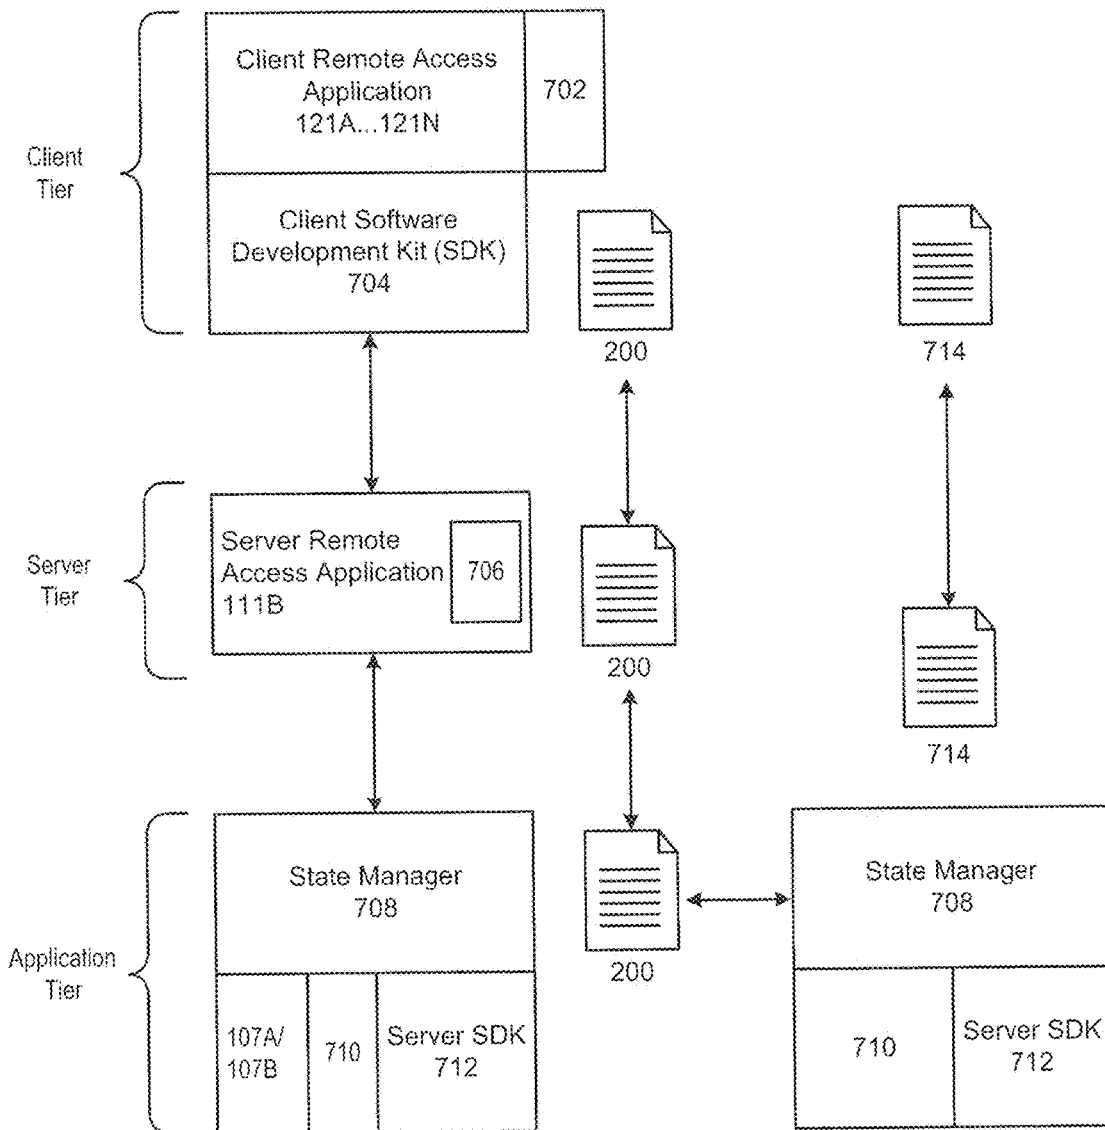 Client Remote Access
Application
121A...121N
702
Client
Tier
Client Software
Development Kit (SDK)
704
200
714
Server
Tier
Server Remote
Access Application
111B
706
200
714
Application
Tier
State Manager
708
200
State Manager
708
107A/
107B
710
Server SDK
712
710
Server SDK
712